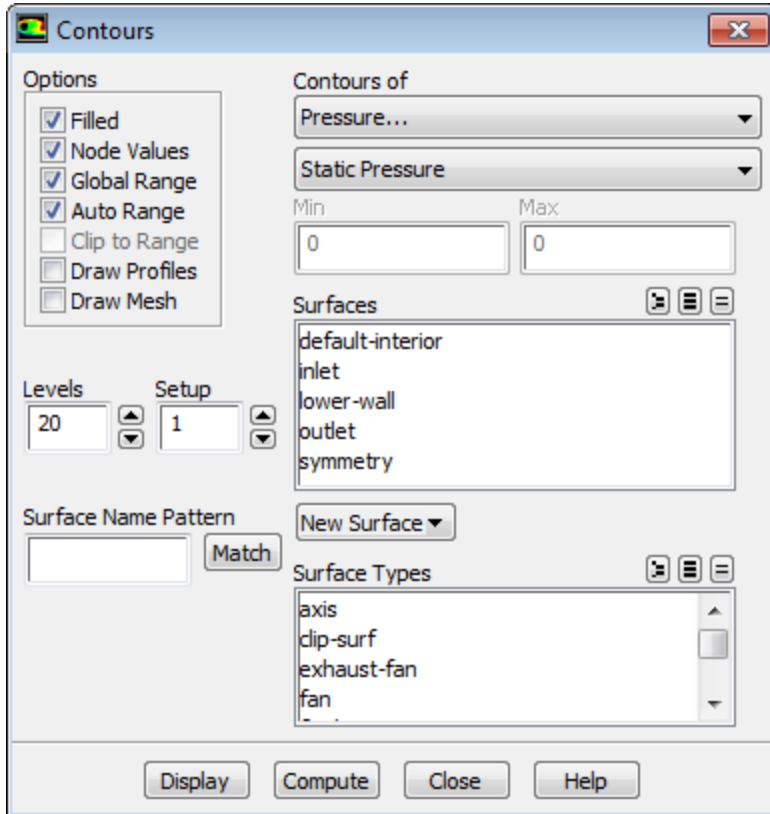 Contours
Options
Filled
Node Values
Global Range
Auto Range
Clip to Range
Draw Profiles
Draw Mesh
Levels Setup
20 1
Surface Name Pattern
Match
Contours of
Pressure...
Static Pressure
Min Max
0 0
Surfaces
default-interior
inlet
lower-wall
outlet
symmetry
New Surface
Surface Types
axis
clip-surf
exhaust-fan
fan
Display Compute Close Help